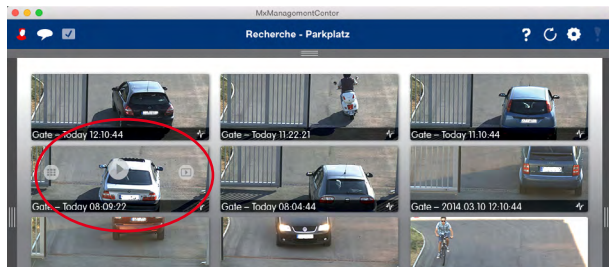 MxManagementCenter
Recherche - Parkplatz
Gate – Today 12:10:44
Gate – Today 11.22.21
Gate – Today 11:10:44
Gate – Today 08:09:22
Gate – Today 08:04:44
Gate – 2014.03.10 12:10:44